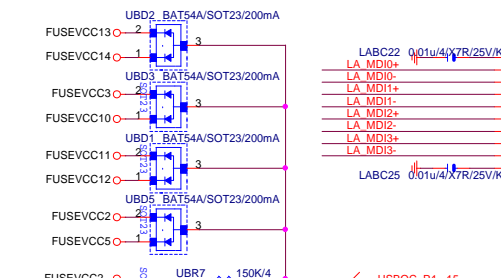 UBD2 BAT54A/SOT23/200mA
FUSEVCC13 2
3
FUSEVCC14 1
UBD3 BAT54A/SOT23/200mA
FUSEVCC3 2
3
FUSEVCC10 1
SOT23
UBD1 BAT54A/SOT23/200mA
FUSEVCC11 2
3
FUSEVCC12 1
SOT23
UBD5 BAT54A/SOT23/200mA
FUSEVCC2 2
3
FUSEVCC5 1
UBR7 150K/4
LABC22 0.01u/4/X7R/25V/K
LA_MDI0+
LA_MDI0-
LA_MDI1+
LA_MDI1-
LA_MDI2+
LA_MDI2-
LA_MDI3+
LA_MDI3-
LABC25 0.01u/4/X7R/25V/K